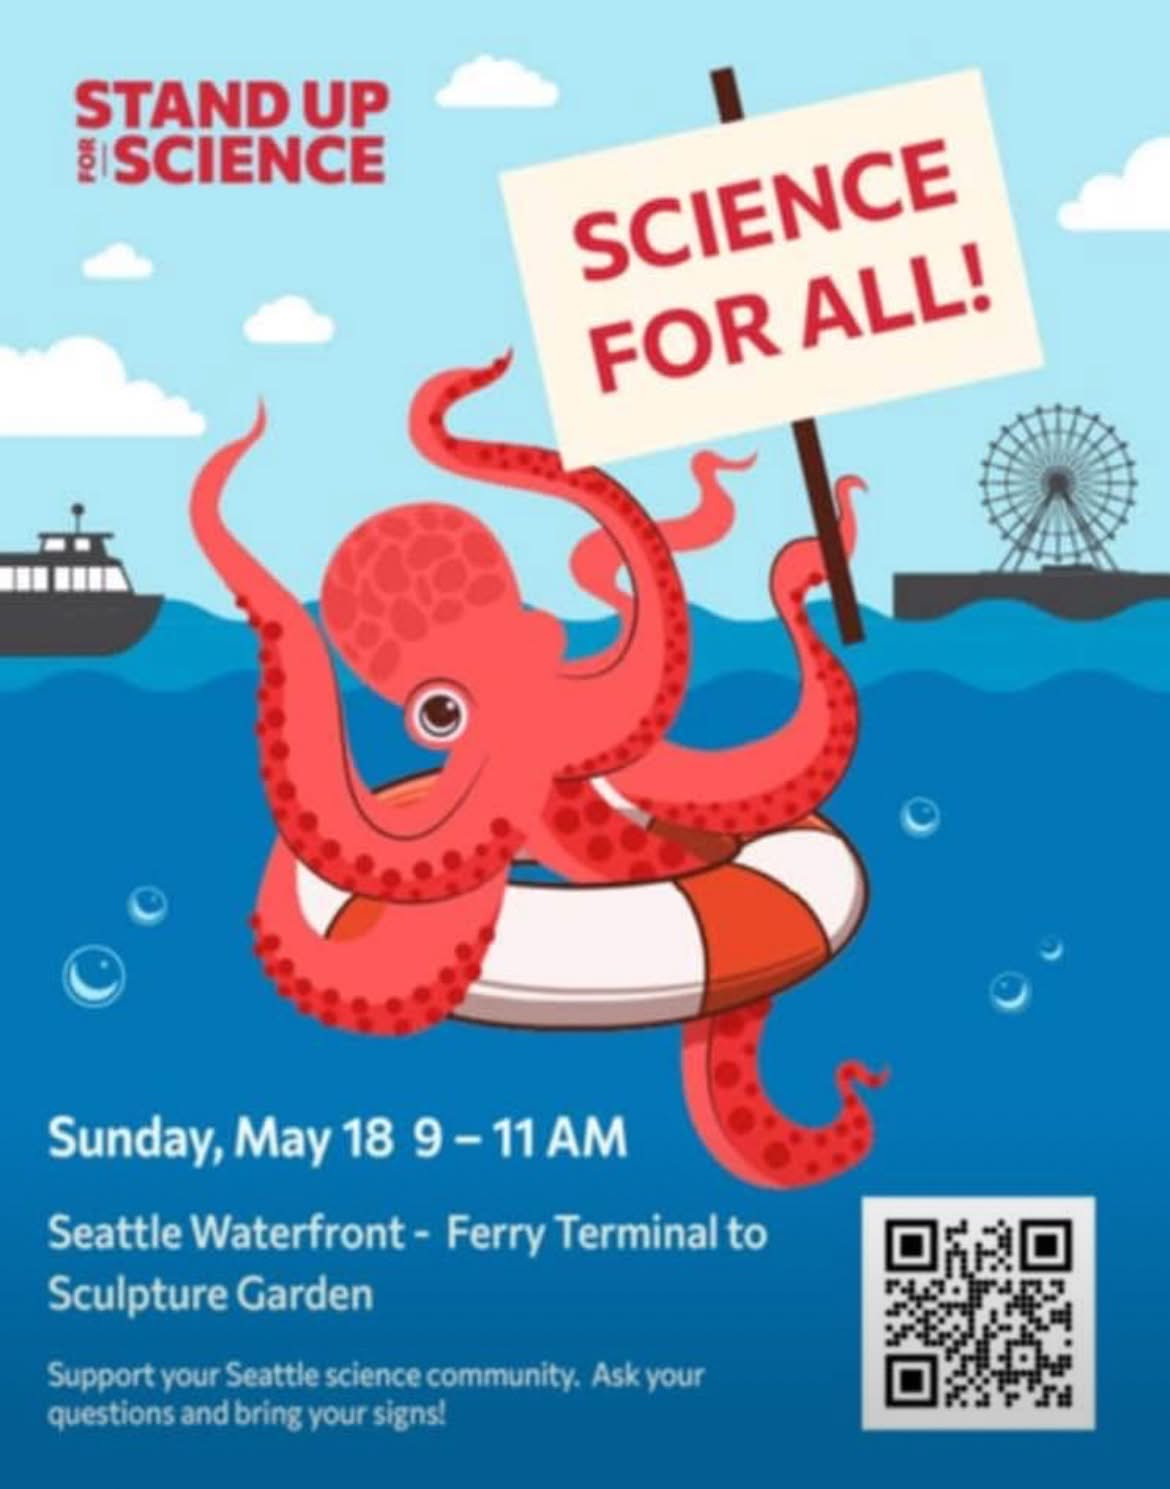 STAND UP
FOR SCIENCE
SCIENCE
FOR ALL!
Sunday, May 18 9 – 11 AM
Seattle Waterfront - Ferry Terminal to
Sculpture Garden
Support your Seattle science community. Ask your
questions and bring your signs!